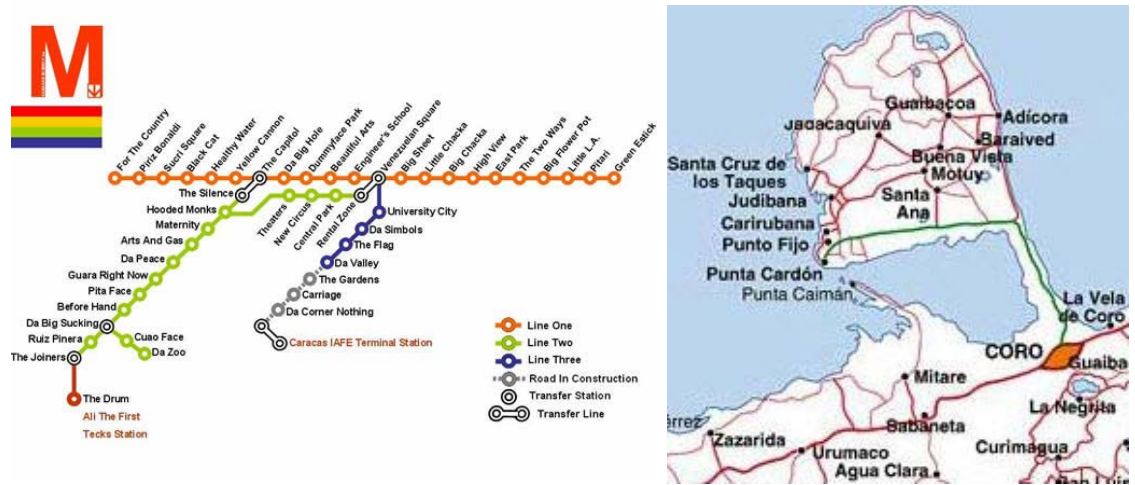 M
For The Country
Priz Bonaldi
Sucri Square
Black Cat
Healthy Water
Yellow Cannon
The Capitol
Da Big Hole
Dummyface Park
Beautiful Arts
Engineer's School
Venezuelan Square
Big Sheet
Little Chacka
Big Chacka
High View
East Park
The Two Ways
Big Flower Pot
Little L.A.
Pitari
Green Esick
The Silence
Hooded Monks
Maternity
Arts And Gas
Da Peace
Guara Right Now
Pita Face
Before Hand
Da Big Sucking
Ruiz Pinera
The Joiners
Cuao Face
Da Zoo
The Drum
Ali The First
Tecks Station
Theaters
New Circus
Central Park
Rental Zone
University City
Da Simbols
The Flag
Da Valley
The Gardens
Carriage
Da Corner Nothing
Caracas IAFE Terminal Station
Line One
Line Two
Line Three
Road In Construction
Transfer Station
Transfer Line
Guaibacoa
Adícora
Jadacaquiva
Baraived
Buena Vista
Santa Cruz de
los Taques
Motuy
Judibana
Santa
Ana
Carirubana
Punto Fijo
Punta Cardón
Punta Caimán
La Vela
de Coro
CORO
Guaiba
Mitare
La Negrita
Sabaneta
Zazarida
Curimagua
Urumaco
Agua Clara